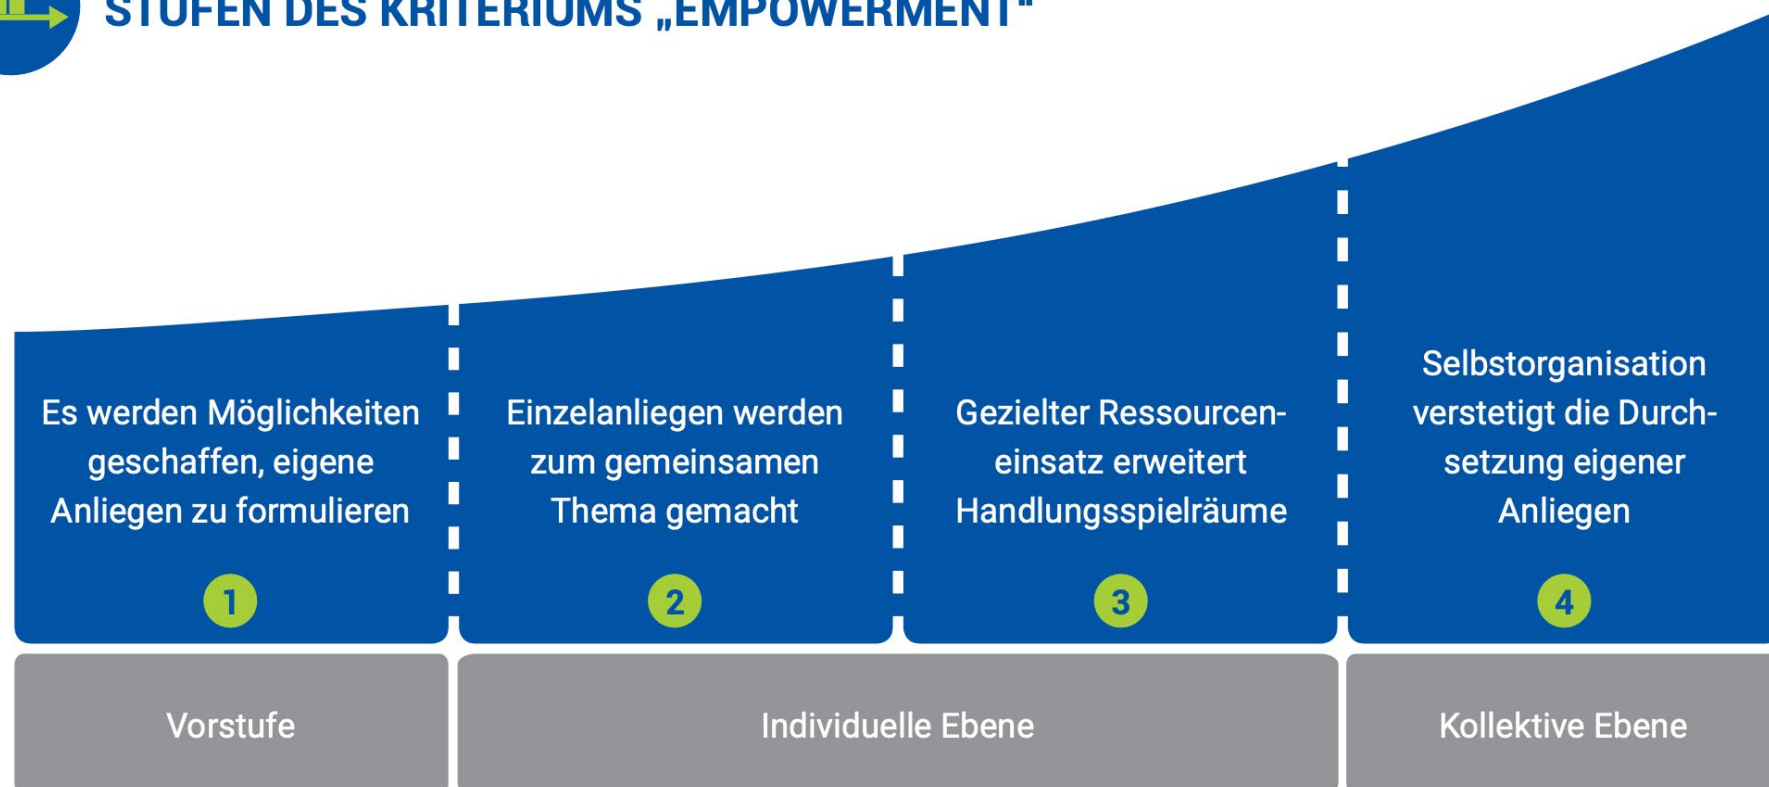 STUFEN DES KRITERIUMS „EMPOWERMENT“
Es werden Möglichkeiten
geschaffen, eigene
Anliegen zu formulieren
1
Einzelanliegen werden
zum gemeinsamen
Thema gemacht
2
Gezielter Ressourcen-
einsatz erweitert
Handlungsspielräume
3
Selbstorganisation
verstetigt die Durch-
setzung eigener
Anliegen
4
Vorstufe
Individuelle Ebene
Kollektive Ebene